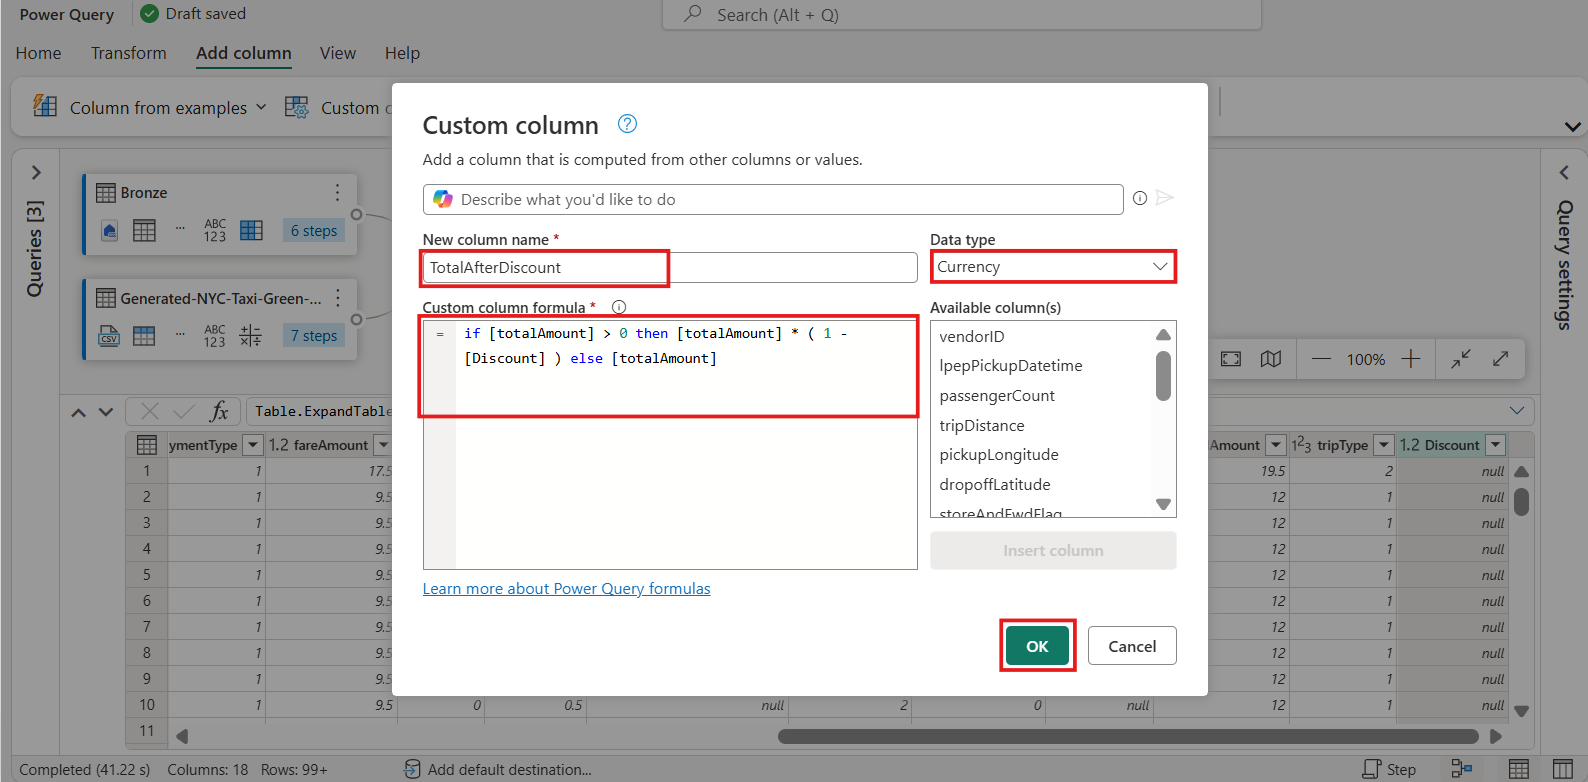 Power Query
Draft saved
Search (Alt + Q)
Home Transform Add column View Help
Column from examples
Custom c
Queries [3]
Bronze
ABC
123
6 steps
Generated-NYC-Taxi-Green-...
CSV
ABC
123
7 steps
Custom column
Add a column that is computed from other columns or values.
Describe what you'd like to do
New column name *
TotalAfterDiscount
Data type
Currency
Custom column formula *
= if [totalAmount] > 0 then [totalAmount] * ( 1 -
[Discount] ) else [totalAmount]
Available column(s)
vendorID
lpepPickupDatetime
passengerCount
tripDistance
pickupLongitude
dropoffLatitude
storeAndFwdFlag
Insert column
Learn more about Power Query formulas
OK
Cancel
Query settings
100%
fx Table.ExpandTable
ymentType 1.2 fareAmount Amount 123 tripType 1.2 Discount
1 1 17.5 19.5 2 null
2 1 9.5 12 1 null
3 1 9.5 12 1 null
4 1 9.5 12 1 null
5 1 9.5 12 1 null
6 1 9.5 12 1 null
7 1 9.5 12 1 null
8 1 9.5 12 1 null
9 1 9.5 12 1 null
10 1 9.5 0 0.5 null 2 0 null 12 1 null
11
Completed (41.22 s) Columns: 18 Rows: 99+
Add default destination...
Step